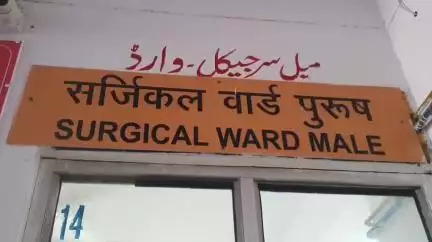 میل سرجیکل۔وارڈ
सर्जिकल वार्ड पुरूष
SURGICAL WARD MALE
14